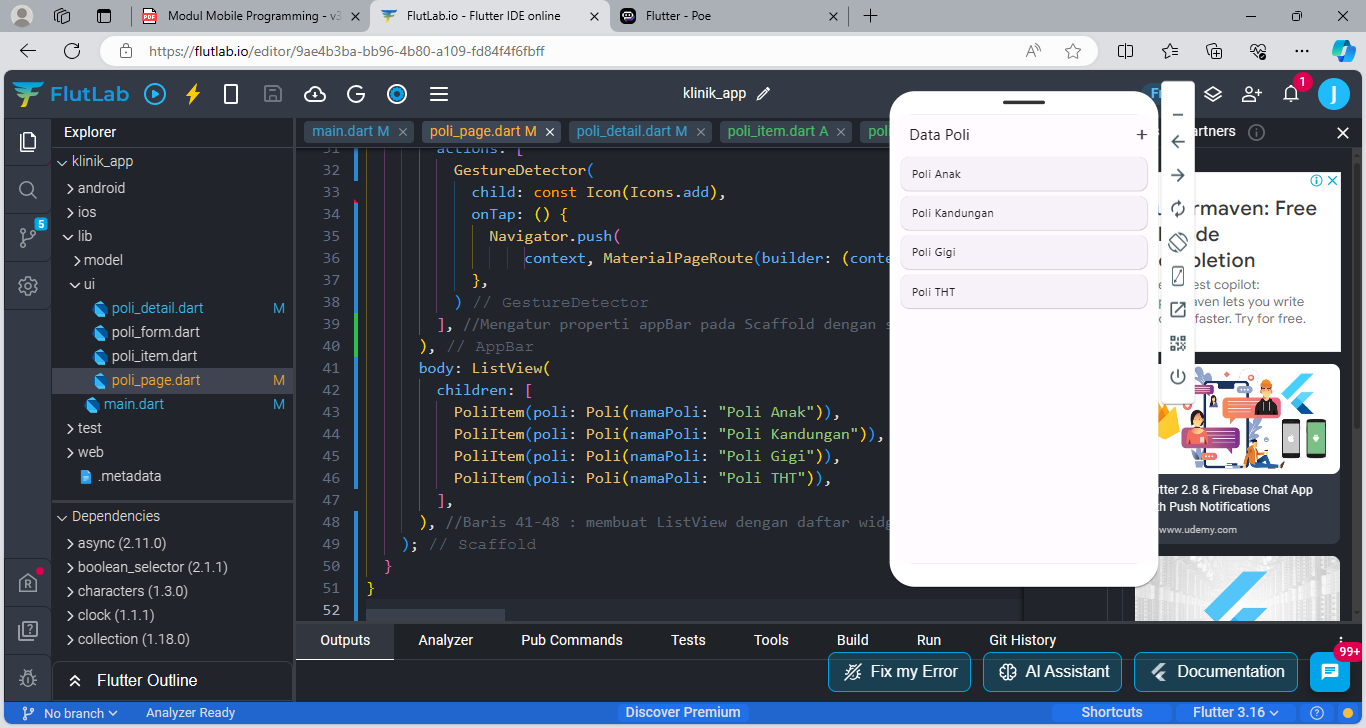 Modul Mobile Programming - v3
FlutLab.io - Flutter IDE online
Flutter - Poe
https://flutlab.io/editor/9ae4b3ba-bb96-4b80-a109-fd84f4f6fbff
FlutLab
klinik_app
1
J
Explorer
klinik_app
android
ios
lib
model
ui
poli_detail.dart M
poli_form.dart
poli_item.dart
poli_page.dart M
main.dart M
test
web
.metadata
5
Dependencies
async (2.11.0)
boolean_selector (2.1.1)
characters (1.3.0)
clock (1.1.1)
collection (1.18.0)
Flutter Outline
main.dart M
poli_page.dart M
poli_detail.dart M
poli_item.dart A
31 actions: [
32 GestureDetector(
33 child: const Icon(Icons.add),
34 onTap: () {
35 Navigator.push(
36 context, MaterialPageRoute(builder: (conte
37 },
38 ) // GestureDetector
39 ], //Mengatur properti appBar pada Scaffold dengan s
40 ), // AppBar
41 body: ListView(
42 children: [
43 PoliItem(poli: Poli(namaPoli: "Poli Anak")),
44 PoliItem(poli: Poli(namaPoli: "Poli Kandungan")),
45 PoliItem(poli: Poli(namaPoli: "Poli Gigi")),
46 PoliItem(poli: Poli(namaPoli: "Poli THT")),
47 ],
48 ), //Baris 41-48 : membuat ListView dengan daftar widg
49 ); // Scaffold
50 }
51 }
52
Data Poli +
Poli Anak
Poli Kandungan
Poli Gigi
Poli THT
artners
rmaven: Free
de
pletion
est copilot:
aven lets you write
faster. Try for free.
tter 2.8 & Firebase Chat App
th Push Notifications
www.udemy.com
Outputs
Analyzer
Pub Commands
Tests
Tools
Build
Run
Git History
Fix my Error
AI Assistant
Documentation
99+
No branch
Analyzer Ready
Discover Premium
Shortcuts
Flutter 3.16